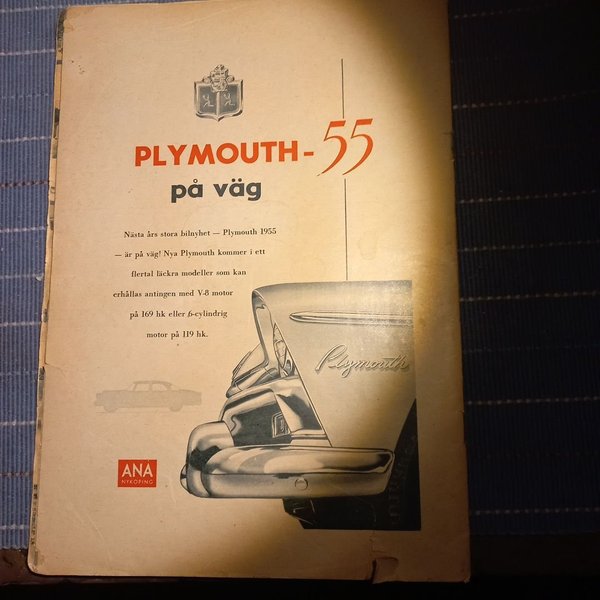 PLYMOUTH-55
på väg
Nästa års stora bilnyhet — Plymouth 1955
— är på väg! Nya Plymouth kommer i ett
flertal läckra modeller som kan
erhållas antingen med V-8 motor
på 169 hk eller 6-cylindrig
motor på 119 hk.
Plymouth
ANA
NYKÖPING